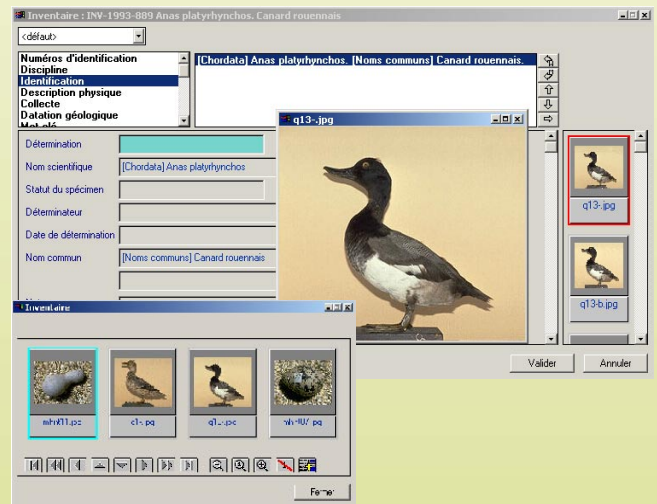 Inventaire : INV-1993-889 Anas platyrhynchos. Canard rouennais
<défaut>
Numéros d'identification
Discipline
Identification
Description physique
Collecte
Datation géologique
Mot clé
[Chordata] Anas platyrhynchos. [Noms communs] Canard rouennais.
q13-.jpg
Détermination
Nom scientifique
[Chordata] Anas platyrhynchos
Statut du spécimen
Déterminateur
Date de détermination
Nom commun
[Noms communs] Canard rouennais
q13-.jpg
q13-b.jpg
Valider
Annuler
Inventaire
Fermer